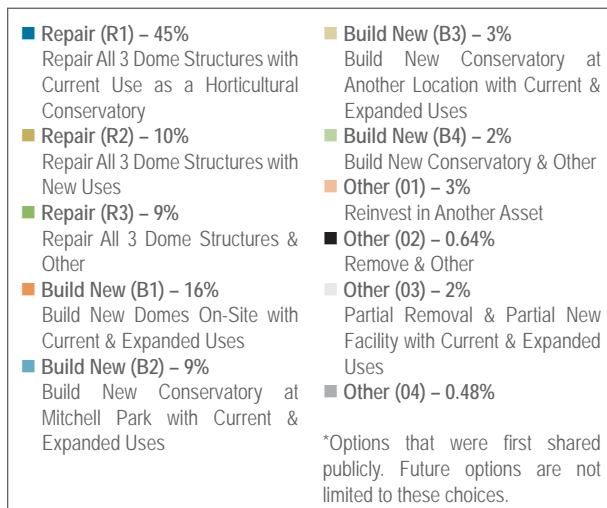 Repair (R1) – 45%
Repair All 3 Dome Structures with
Current Use as a Horticultural
Conservatory
Repair (R2) – 10%
Repair All 3 Dome Structures with
New Uses
Repair (R3) – 9%
Repair All 3 Dome Structures &
Other
Build New (B1) – 16%
Build New Domes On-Site with
Current & Expanded Uses
Build New (B2) – 9%
Build New Conservatory at
Mitchell Park with Current &
Expanded Uses
Build New (B3) – 3%
Build New Conservatory at
Another Location with Current &
Expanded Uses
Build New (B4) – 2%
Build New Conservatory & Other
Other (01) – 3%
Reinvest in Another Asset
Other (02) – 0.64%
Remove & Other
Other (03) – 2%
Partial Removal & Partial New
Facility with Current & Expanded
Uses
Other (04) – 0.48%
*Options that were first shared
publicly. Future options are not
limited to these choices.